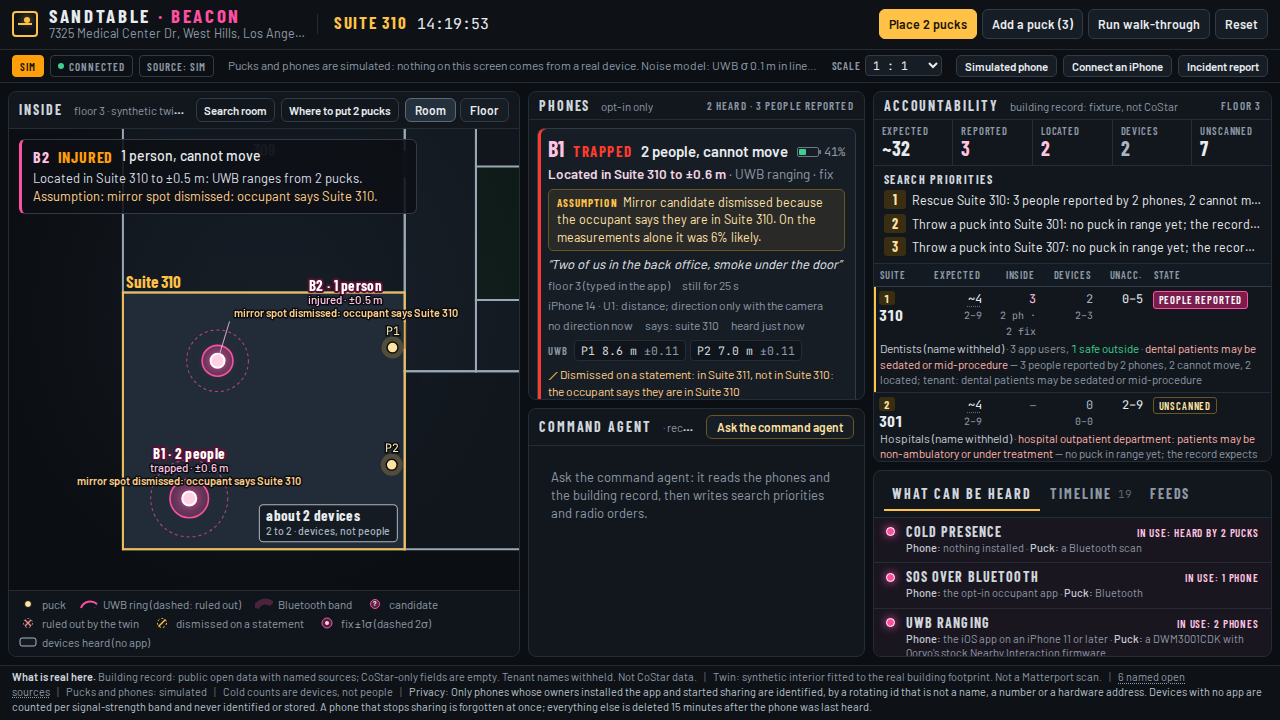 SANDTABLE · BEACON
7325 Medical Center Dr, West Hills, Los Ange...
SUITE 310 14:19:53
Place 2 pucks
Add a puck (3)
Run walk-through
Reset
SIM
CONNECTED
SOURCE: SIM
Pucks and phones are simulated: nothing on this screen comes from a real device. Noise model: UWB σ 0.1 m in line...
SCALE
1 : 1
Simulated phone
Connect an iPhone
Incident report
INSIDE
floor 3 · synthetic twi...
Search room
Where to put 2 pucks
Room
Floor
B2 INJURED 1 person, cannot move
Located in Suite 310 to ±0.5 m: UWB ranges from 2 pucks.
Assumption: mirror spot dismissed: occupant says Suite 310.
Suite 310
B2 · 1 person
injured · ±0.5 m
mirror spot dismissed: occupant says Suite 310
P1
P2
B1 · 2 people
trapped · ±0.6 m
mirror spot dismissed: occupant says Suite 310
about 2 devices
2 to 2 · devices, not people
puck
UWB ring (dashed: ruled out)
Bluetooth band
candidate
ruled out by the twin
dismissed on a statement
fix ±1σ (dashed 2σ)
devices heard (no app)
PHONES
opt-in only
2 HEARD · 3 PEOPLE REPORTED
B1 TRAPPED 2 people, cannot move 41%
Located in Suite 310 to ±0.6 m · UWB ranging · fix
ASSUMPTION Mirror candidate dismissed because
the occupant says they are in Suite 310. On the
measurements alone it was 6% likely.
"Two of us in the back office, smoke under the door"
floor 3 (typed in the app) still for 25 s
iPhone 14 · U1: distance; direction only with the camera
no direction now says: suite 310 heard just now
UWB P1 8.6 m ±0.11 P2 7.0 m ±0.11
Dismissed on a statement: in Suite 311, not in Suite 310:
the occupant says they are in Suite 310
COMMAND AGENT
· rec...
Ask the command agent
Ask the command agent: it reads the phones and
the building record, then writes search priorities
and radio orders.
ACCOUNTABILITY
building record: fixture, not CoStar
FLOOR 3
EXPECTED REPORTED LOCATED DEVICES UNSCANNED
~32 3 2 2 7
SEARCH PRIORITIES
1 Rescue Suite 310: 3 people reported by 2 phones, 2 cannot m...
2 Throw a puck into Suite 301: no puck in range yet; the record...
3 Throw a puck into Suite 307: no puck in range yet; the recor...
SUITE EXPECTED INSIDE DEVICES UNACC. STATE
1 ~4 3 2 0–5 PEOPLE REPORTED
310 2–9 2 ph · 2–3
2 fix
Dentists (name withheld) · 3 app users, 1 safe outside · dental patients may be
sedated or mid-procedure — 3 people reported by 2 phones, 2 cannot move, 2
located; tenant: dental patients may be sedated or mid-procedure
2 ~4 – 0 2–9 UNSCANNED
301 2–9 0–0
Hospitals (name withheld) · hospital outpatient department: patients may be
non-ambulatory or under treatment — no puck in range yet; the record expects
WHAT CAN BE HEARD
TIMELINE 19
FEEDS
COLD PRESENCE
IN USE: HEARD BY 2 PUCKS
Phone: nothing installed · Puck: a Bluetooth scan
SOS OVER BLUETOOTH
IN USE: 1 PHONE
Phone: the opt-in occupant app · Puck: Bluetooth
UWB RANGING
IN USE: 2 PHONES
Phone: the iOS app on an iPhone 11 or later · Puck: a DWM3001CDK with
Qorvo's stock Nearby Interaction firmware
What is real here. Building record: public open data with named sources; CoStar-only fields are empty. Tenant names withheld. Not CoStar data. | Twin: synthetic interior fitted to the real building footprint. Not a Matterport scan. | 6 named open
sources | Pucks and phones: simulated | Cold counts are devices, not people | Privacy: Only phones whose owners installed the app and started sharing are identified, by a rotating id that is not a name, a number or a hardware address. Devices with no app are
counted per signal-strength band and never identified or stored. A phone that stops sharing is forgotten at once; everything else is deleted 15 minutes after the phone was last heard.